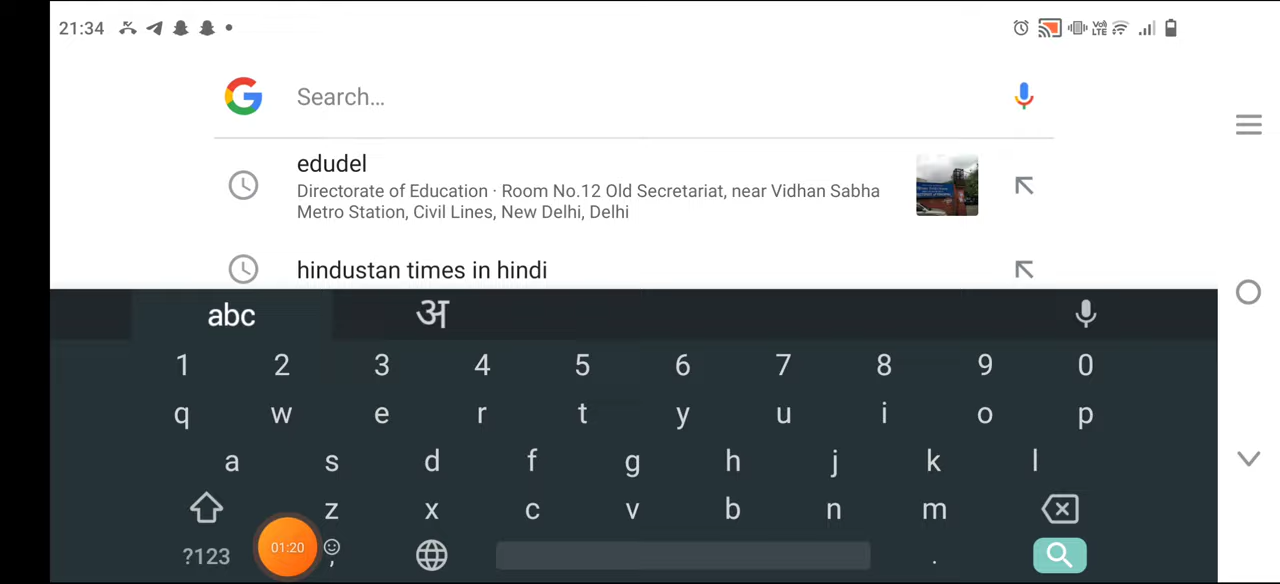 21:34
VoI)
LTE
Search...
edudel
Directorate of Education · Room No.12 Old Secretariat, near Vidhan Sabha
Metro Station, Civil Lines, New Delhi, Delhi
hindustan times in hindi
abc अ
1 2 3 4 5 6 7 8 9 0
q w e r t y u i o p
a s d f g h j k l
z x c v b n m
?123 01:20 , .